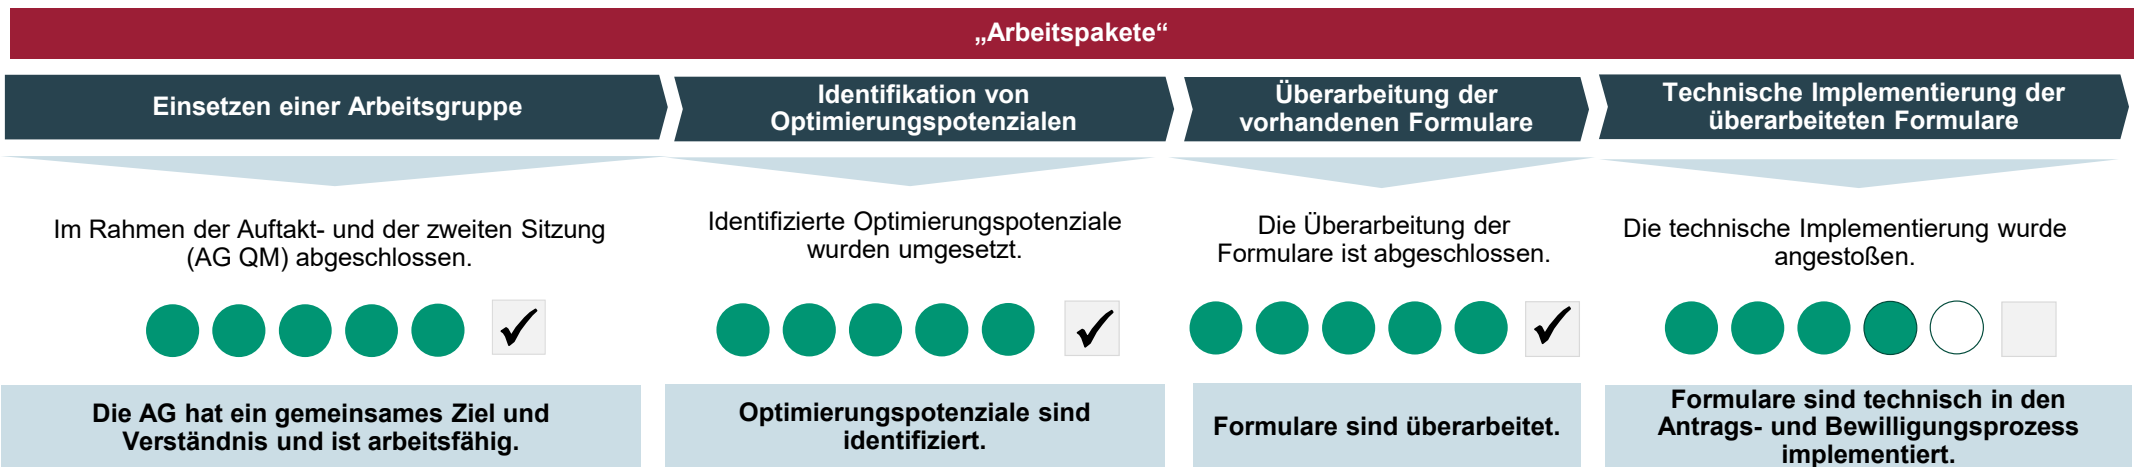 „Arbeitspakete“
Einsetzen einer Arbeitsgruppe
Identifikation von
Optimierungspotenzialen
Überarbeitung der
vorhandenen Formulare
Technische Implementierung der
überarbeiteten Formulare
Im Rahmen der Auftakt- und der zweiten Sitzung
(AG QM) abgeschlossen.
Identifizierte Optimierungspotenziale
wurden umgesetzt.
Die Überarbeitung der
Formulare ist abgeschlossen.
Die technische Implementierung wurde
angestoßen.
Die AG hat ein gemeinsames Ziel und
Verständnis und ist arbeitsfähig.
Optimierungspotenziale sind
identifiziert.
Formulare sind überarbeitet.
Formulare sind technisch in den
Antrags- und Bewilligungsprozess
implementiert.